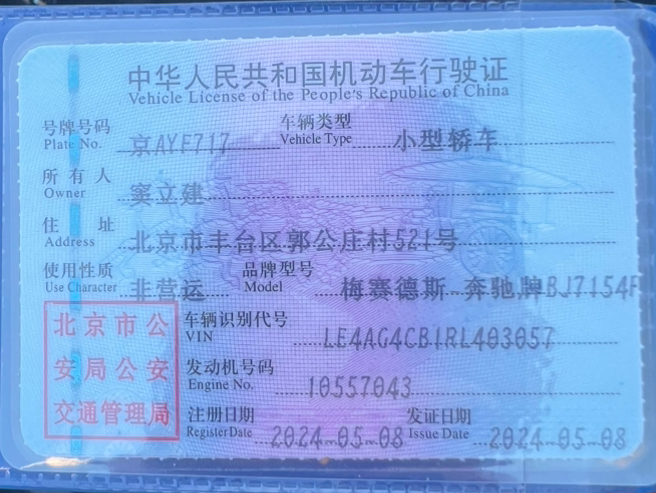 中华人民共和国机动车行驶证
Vehicle License of the People's Republic of China
号牌号码 Plate No. 京AYF717 车辆类型 Vehicle Type 小型轿车
所有人 Owner 窦立建
住址 Address 北京市丰台区郭公庄村521号
使用性质 Use Character 非营运 品牌型号 Model 梅赛德斯-奔驰牌BJ7154F
北京市公
安局公安
交通管理局
车辆识别代号 VIN LE4AG4CB1RL403057
发动机号码 Engine No. 10557043
注册日期 Register Date 2024-05-08 发证日期 Issue Date 2024-05-08